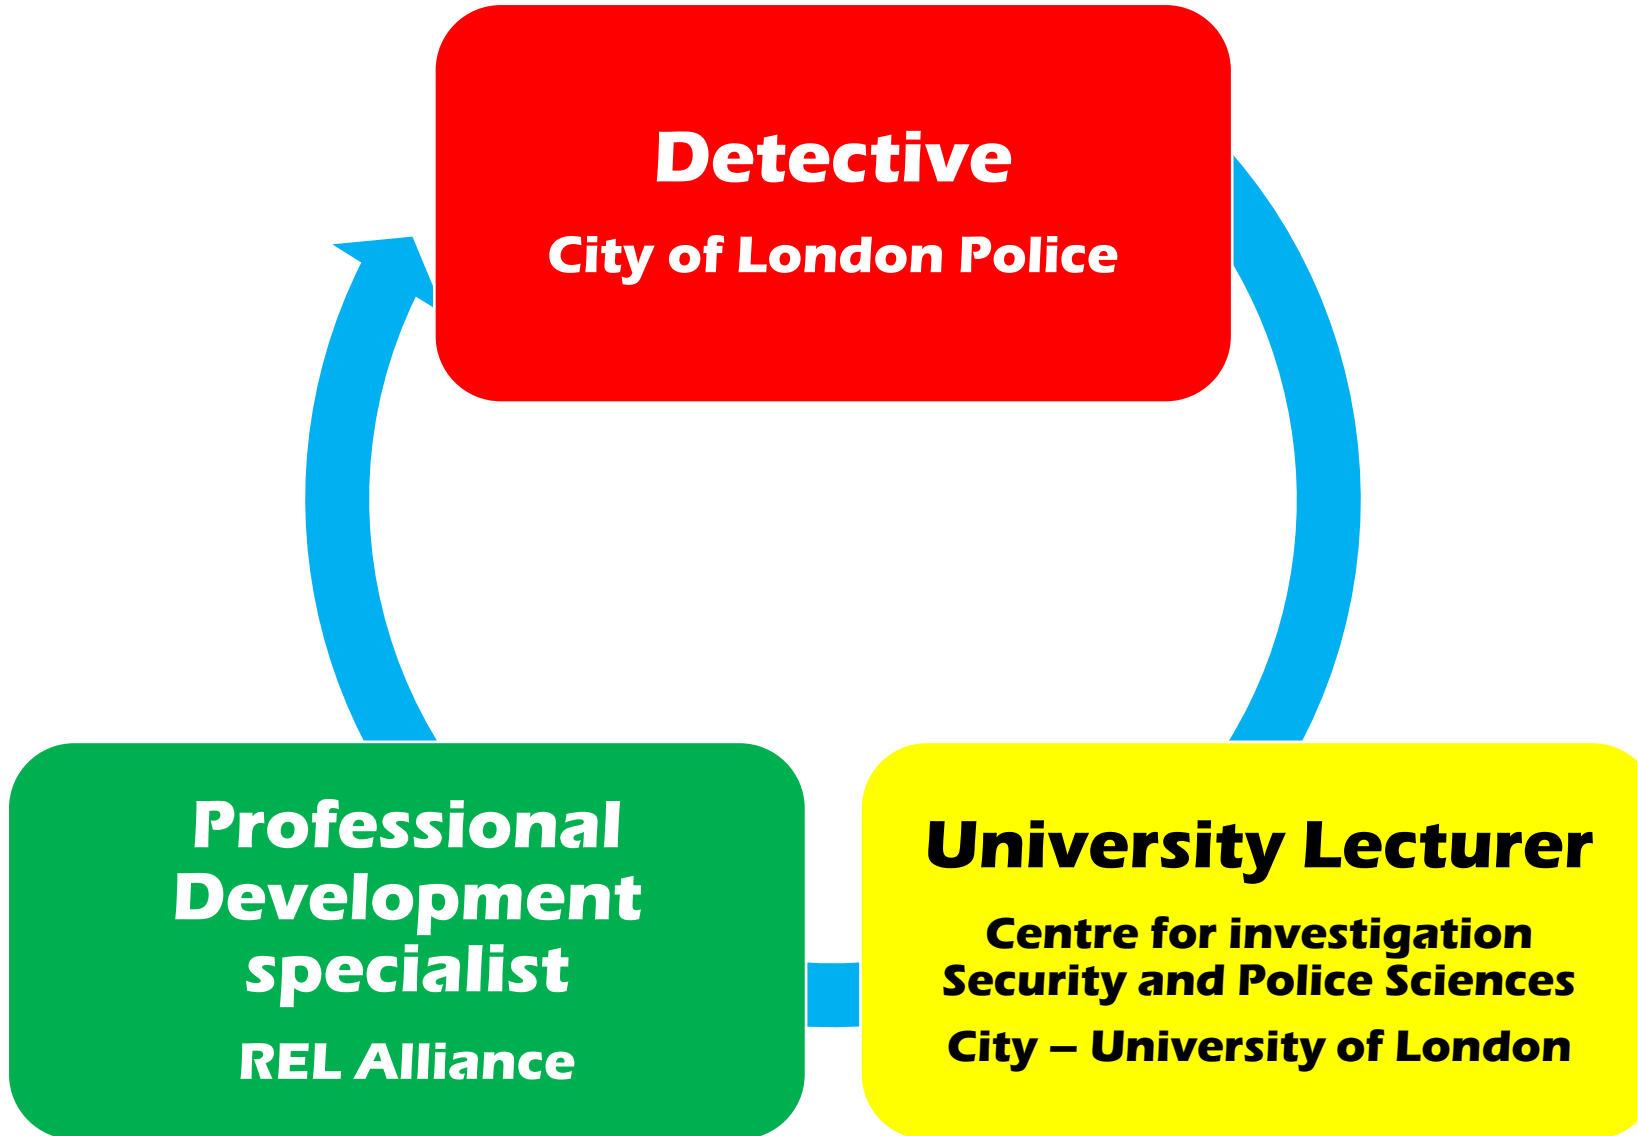 Detective
City of London Police
Professional
Development
specialist
REL Alliance
University Lecturer
Centre for investigation
Security and Police Sciences
City – University of London